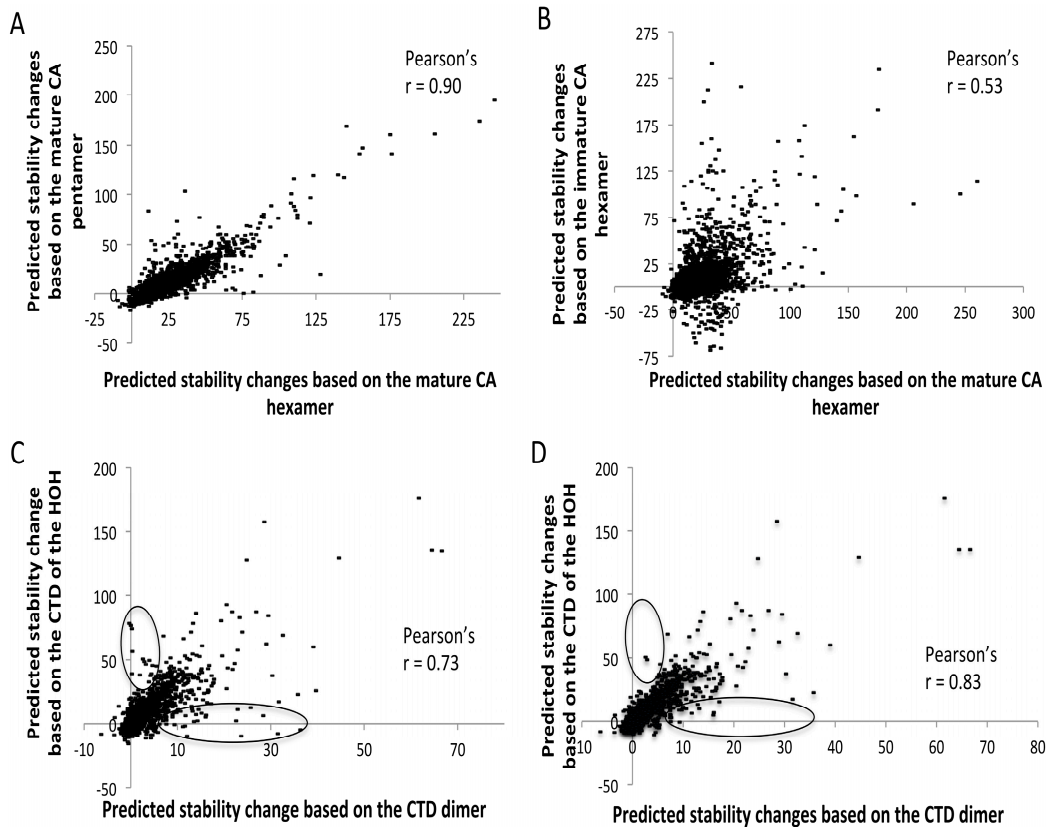 A
Predicted stability changes
based on the mature CA
pentamer
250
200
150
100
50
0
-50
-25
25
75
125
175
225
Pearson's
r = 0.90
Predicted stability changes based on the mature CA
hexamer
B
Predicted stability changes
based on the immature CA
hexamer
275
225
175
125
75
25
-25
-75
-50
0
50
100
150
200
250
300
Pearson's
r = 0.53
Predicted stability changes based on the mature CA
hexamer
C
Predicted stability change
based on the CTD of the HOH
200
150
100
50
0
-50
-10
10
30
50
70
Pearson's
r = 0.73
Predicted stability change based on the CTD dimer
D
Predicted stability changes
based on the CTD of the HOH
200
150
100
50
0
-50
-10
0
10
20
30
40
50
60
70
80
Pearson's
r = 0.83
Predicted stability changes based on the CTD dimer